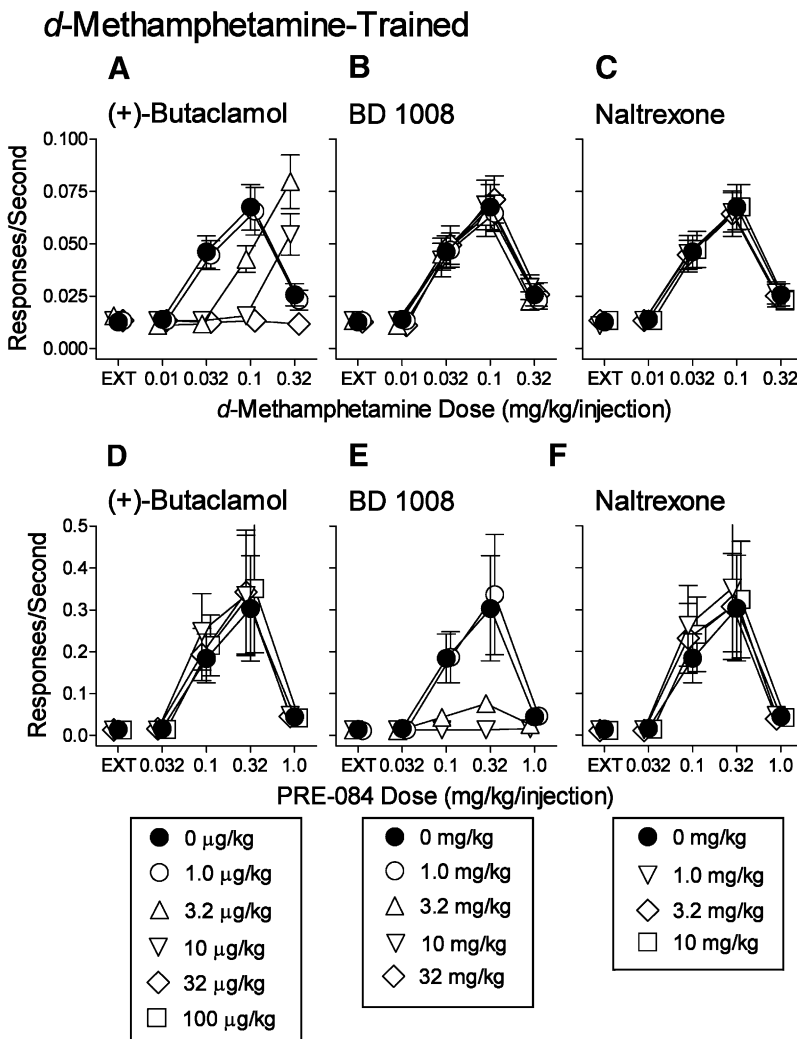 d-Methamphetamine-Trained
A B C
(+)-Butaclamol BD 1008 Naltrexone
Responses/Second
0.100
0.075
0.050
0.025
0.000
EXT 0.01 0.032 0.1 0.32 EXT 0.01 0.032 0.1 0.32 EXT 0.01 0.032 0.1 0.32
d-Methamphetamine Dose (mg/kg/injection)
D E F
(+)-Butaclamol BD 1008 Naltrexone
Responses/Second
0.5
0.4
0.3
0.2
0.1
0.0
EXT 0.032 0.1 0.32 1.0 EXT 0.032 0.1 0.32 1.0 EXT 0.032 0.1 0.32 1.0
PRE-084 Dose (mg/kg/injection)
0 µg/kg
1.0 µg/kg
3.2 µg/kg
10 µg/kg
32 µg/kg
100 µg/kg
0 mg/kg
1.0 mg/kg
3.2 mg/kg
10 mg/kg
32 mg/kg
0 mg/kg
1.0 mg/kg
3.2 mg/kg
10 mg/kg